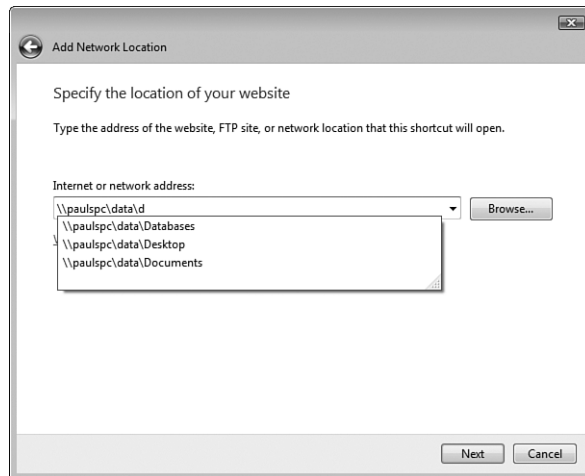 Add Network Location
Specify the location of your website
Type the address of the website, FTP site, or network location that this shortcut will open.
Internet or network address:
\\paulspc\data\d
Browse...
\\paulspc\data\Databases
\\paulspc\data\Desktop
\\paulspc\data\Documents
Next
Cancel